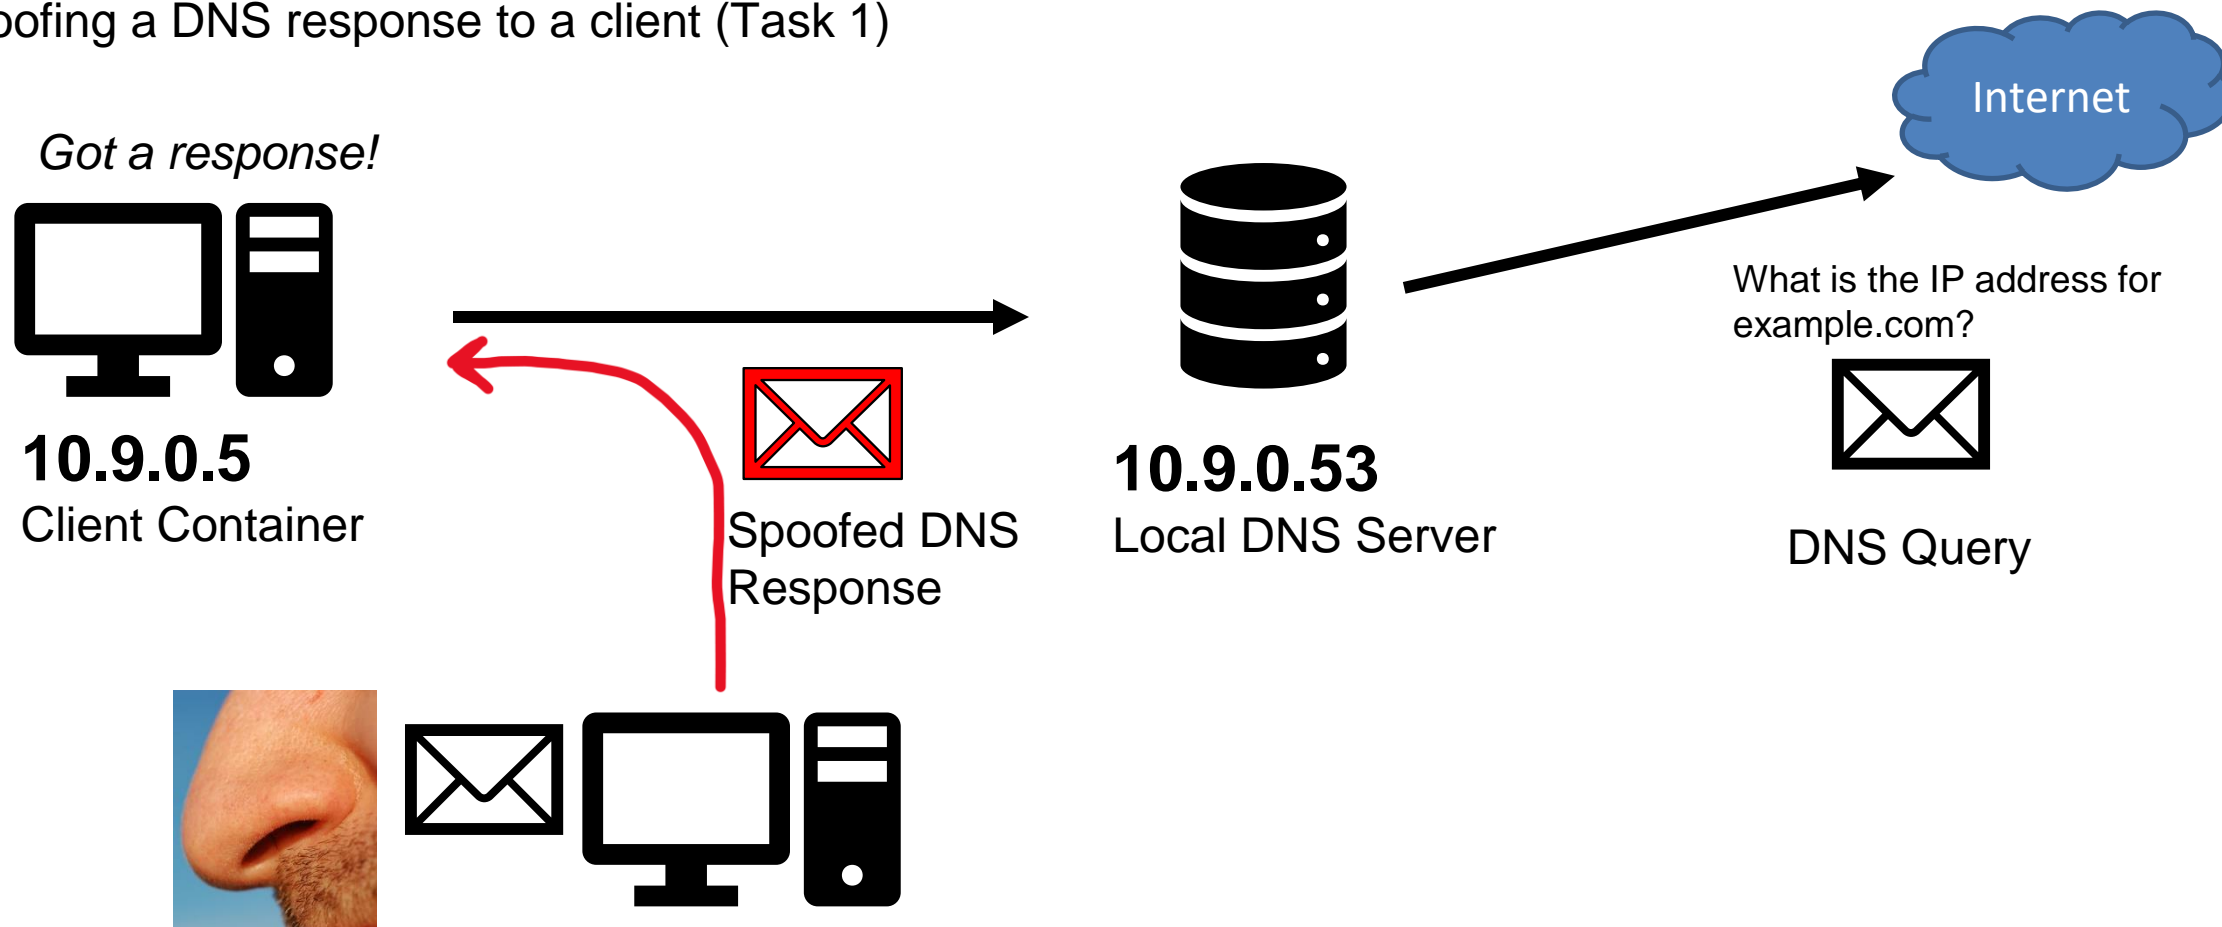 oofing a DNS response to a client (Task 1)
Internet
Got a response!
What is the IP address for
example.com?
10.9.0.5
Client Container
Spoofed DNS
Response
10.9.0.53
Local DNS Server
DNS Query